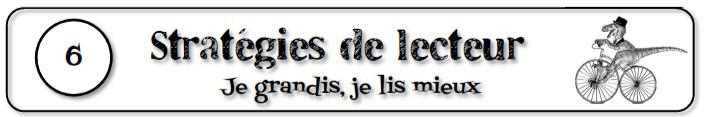 6
Stratégies de lecteur
Je grandis, je lis mieux